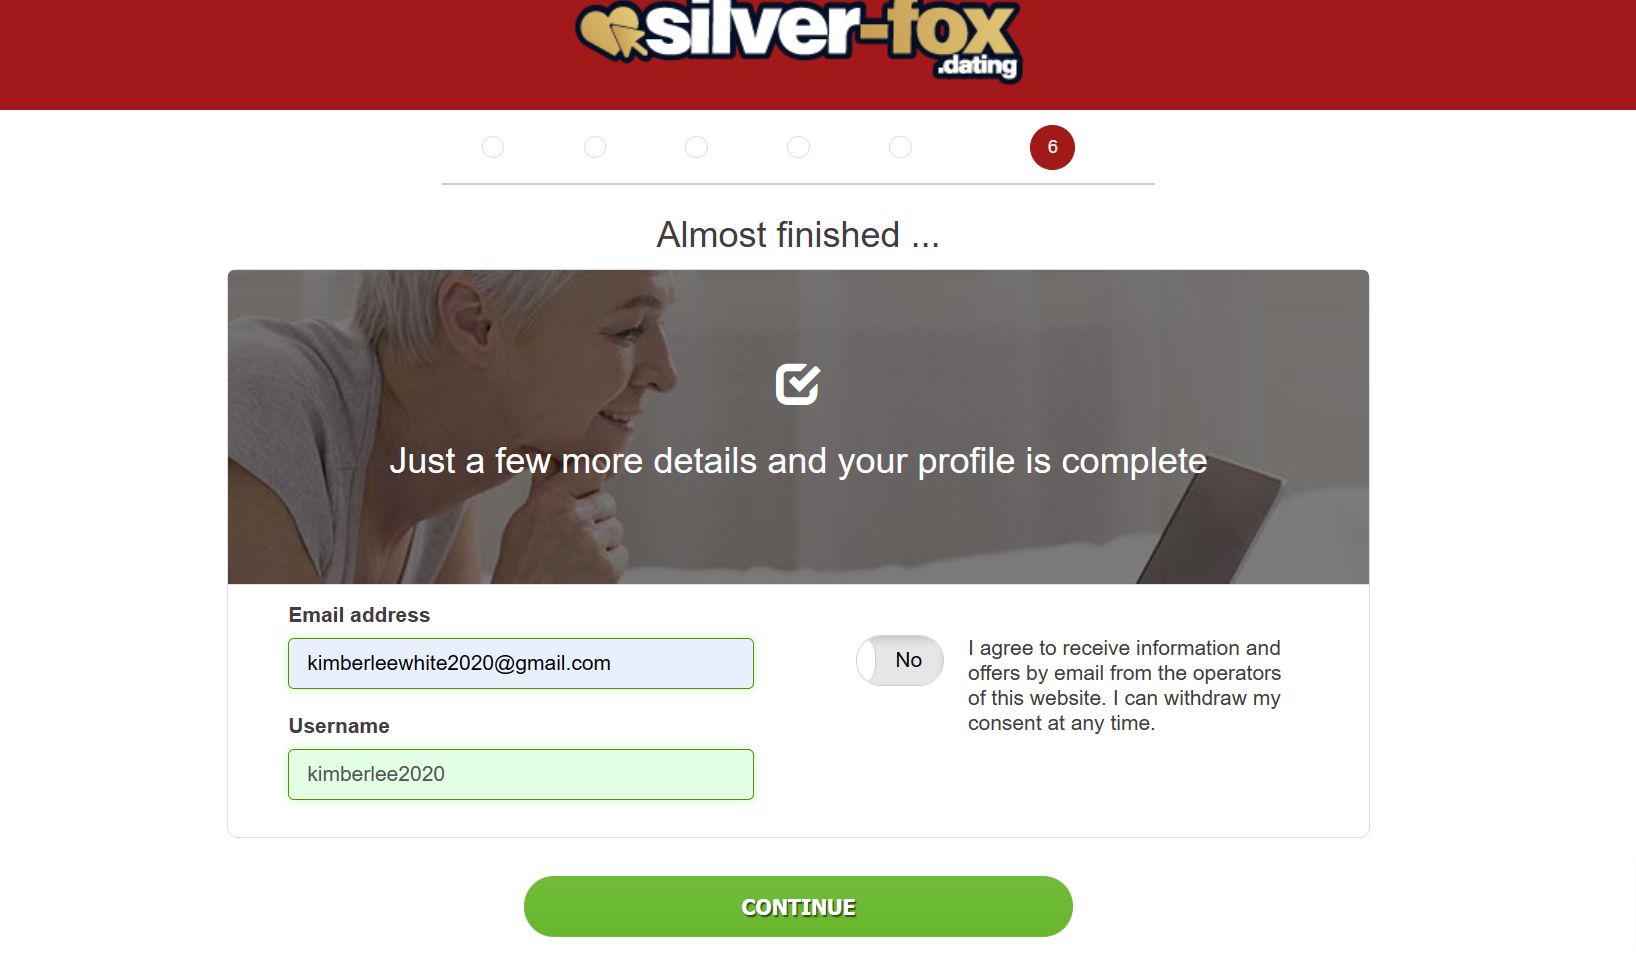 silver-fox
.dating
6
Almost finished ...
Just a few more details and your profile is complete
Email address
kimberleewhite2020@gmail.com
No
I agree to receive information and
offers by email from the operators
of this website. I can withdraw my
consent at any time.
Username
kimberlee2020
CONTINUE